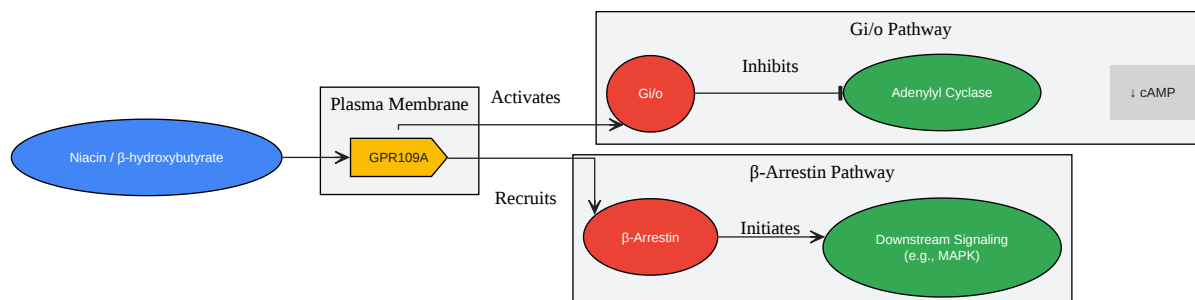 Gi/o Pathway
Inhibits
Gi/o
Adenylyl Cyclase
↓ cAMP
Plasma Membrane
Activates
Niacin / β-hydroxybutyrate
GPR109A
Recruits
β-Arrestin Pathway
β-Arrestin
Initiates
Downstream Signaling
(e.g., MAPK)